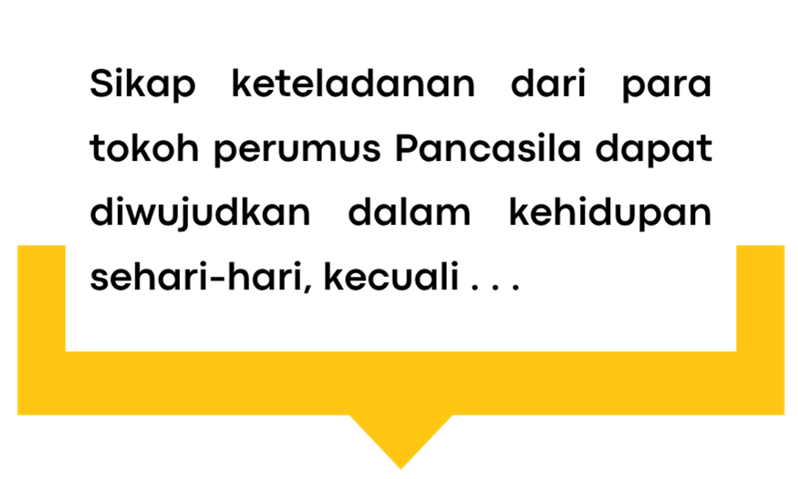 Sikap keteladanan dari para
tokoh perumus Pancasila dapat
diwujudkan dalam kehidupan
sehari-hari, kecuali . . .